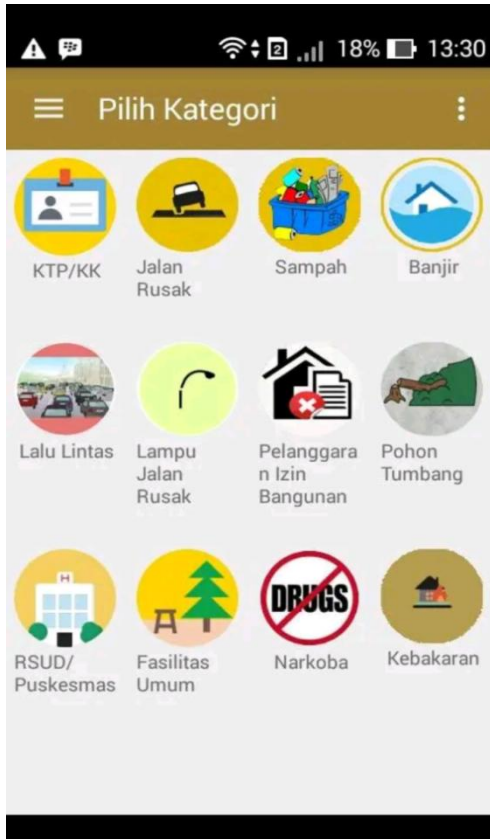 2 18% 13:30
Pilih Kategori
KTP/KK
Jalan
Rusak
Sampah
Banjir
Lalu Lintas
Lampu
Jalan
Rusak
Pelanggara
n Izin
Bangunan
Pohon
Tumbang
H
RSUD/
Puskesmas
Fasilitas
Umum
DRUGS
Narkoba
Kebakaran